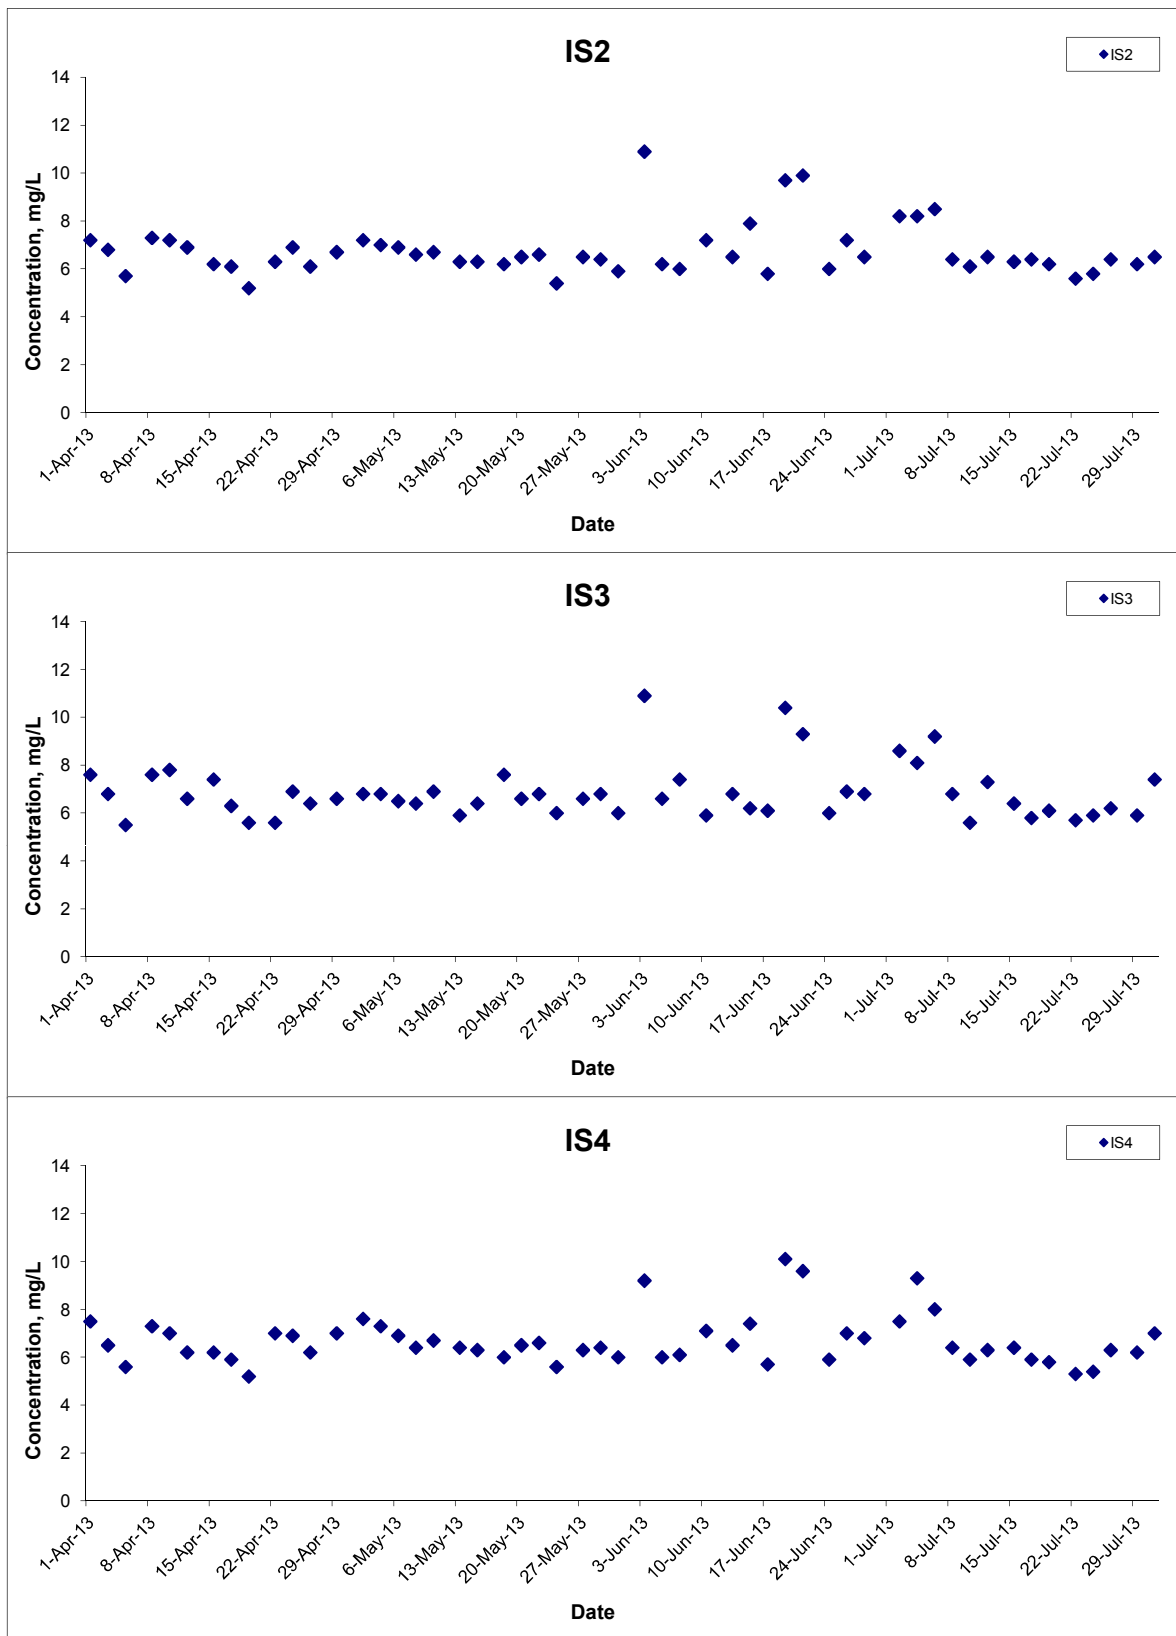 IS2
IS2
14
12
10
8
6
4
2
0
Concentration, mg/L
1-Apr-13
8-Apr-13
15-Apr-13
22-Apr-13
29-Apr-13
6-May-13
13-May-13
20-May-13
27-May-13
3-Jun-13
10-Jun-13
17-Jun-13
24-Jun-13
1-Jul-13
8-Jul-13
15-Jul-13
22-Jul-13
29-Jul-13
Date
IS3
IS3
14
12
10
8
6
4
2
0
Concentration, mg/L
1-Apr-13
8-Apr-13
15-Apr-13
22-Apr-13
29-Apr-13
6-May-13
13-May-13
20-May-13
27-May-13
3-Jun-13
10-Jun-13
17-Jun-13
24-Jun-13
1-Jul-13
8-Jul-13
15-Jul-13
22-Jul-13
29-Jul-13
Date
IS4
IS4
14
12
10
8
6
4
2
0
Concentration, mg/L
1-Apr-13
8-Apr-13
15-Apr-13
22-Apr-13
29-Apr-13
6-May-13
13-May-13
20-May-13
27-May-13
3-Jun-13
10-Jun-13
17-Jun-13
24-Jun-13
1-Jul-13
8-Jul-13
15-Jul-13
22-Jul-13
29-Jul-13
Date